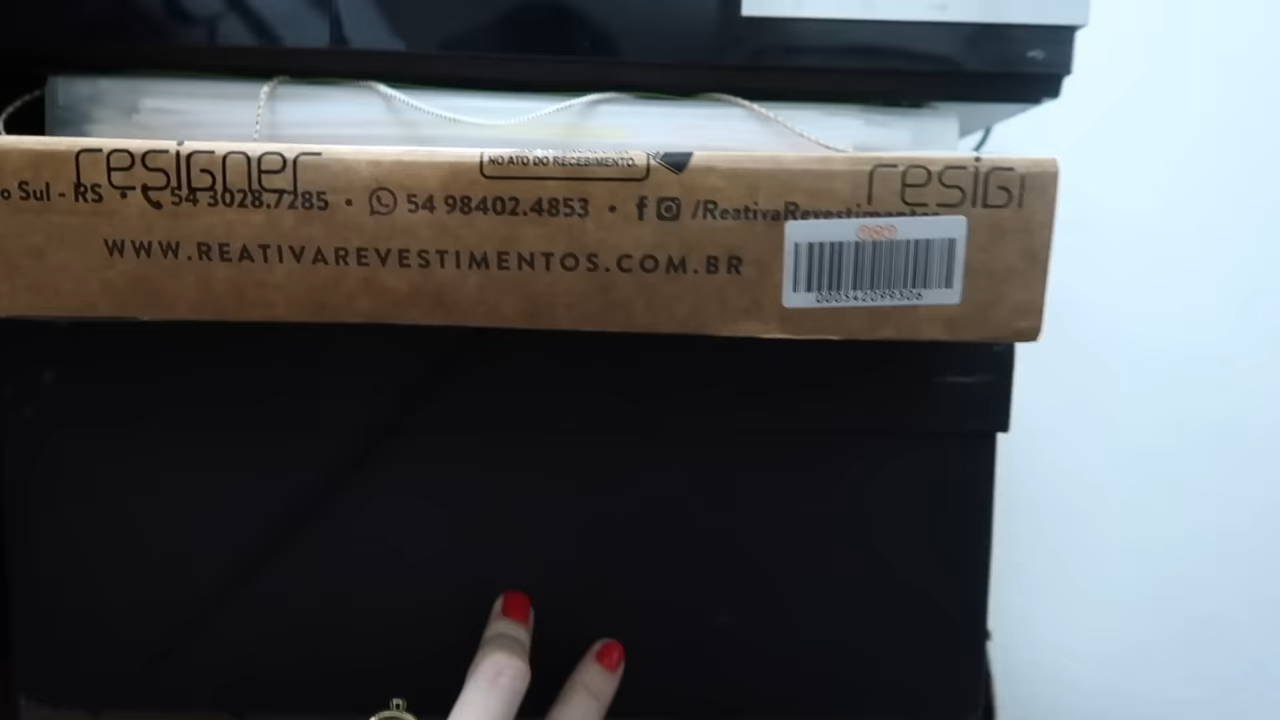 resigner
NO ATO DO RECEBIMENTO.
resigi
o Sul - RS • 54 3028.7285 • 54 98402.4853 • /ReativaRevestimentos
WWW.REATIVAREVESTIMENTOS.COM.BR
000542099306